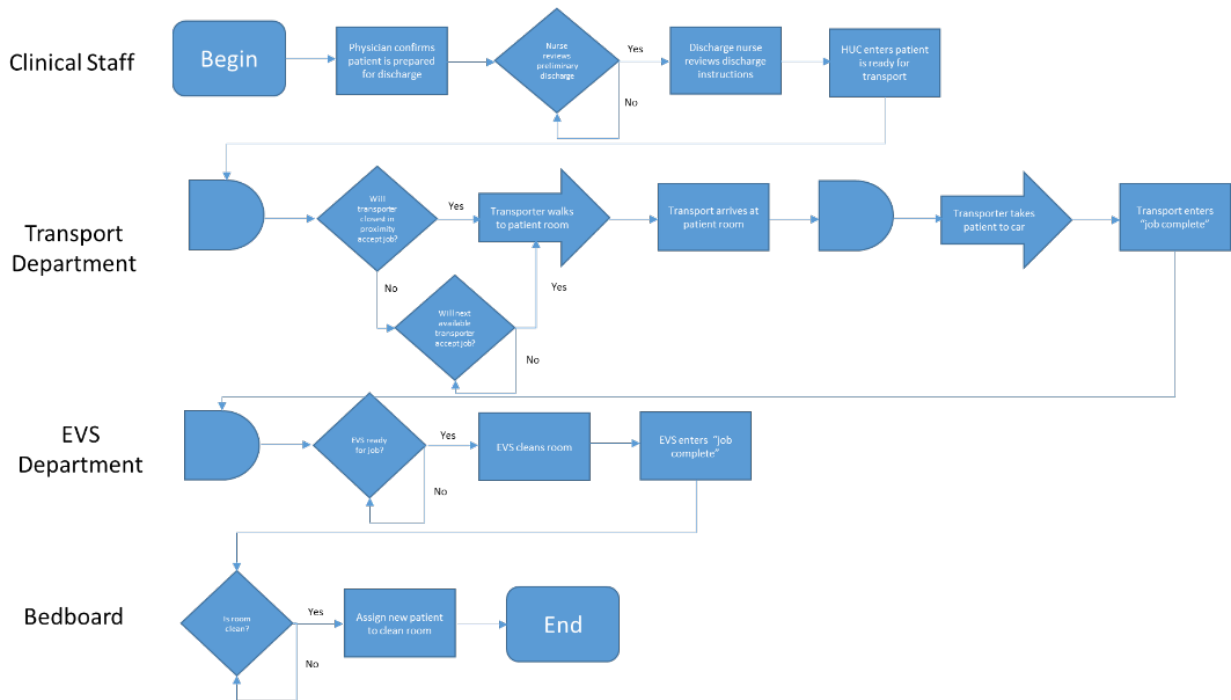 Clinical Staff
Begin
Physician confirms
patient is prepared
for discharge
Nurse
reviews
preliminary
discharge
Yes
No
Discharge nurse
reviews discharge
instructions
HUC enters patient
is ready for
transport
Transport
Department
Will
transporter
closest in
proximity
accept job?
Yes
No
Transporter walks
to patient room
Transport arrives at
patient room
Transporter takes
patient to car
Transport enters
"job complete"
Will next
available
transporter
accept job?
Yes
No
EVS
Department
EVS ready
for job?
Yes
No
EVS cleans room
EVS enters "job
complete"
Bedboard
Is room
clean?
Yes
No
Assign new patient
to clean room
End